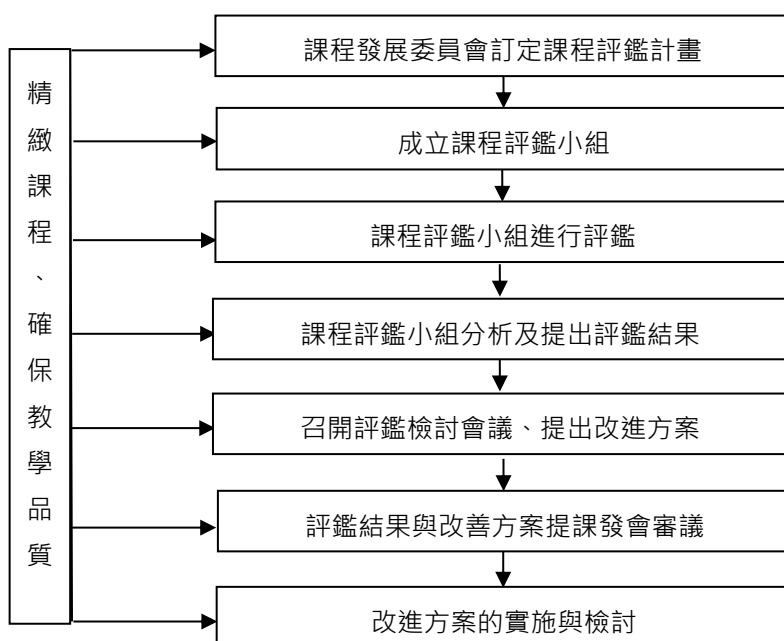 精緻課程、確保教學品質
課程發展委員會訂定課程評鑑計畫
成立課程評鑑小組
課程評鑑小組進行評鑑
課程評鑑小組分析及提出評鑑結果
召開評鑑檢討會議、提出改進方案
評鑑結果與改善方案提課發會審議
改進方案的實施與檢討